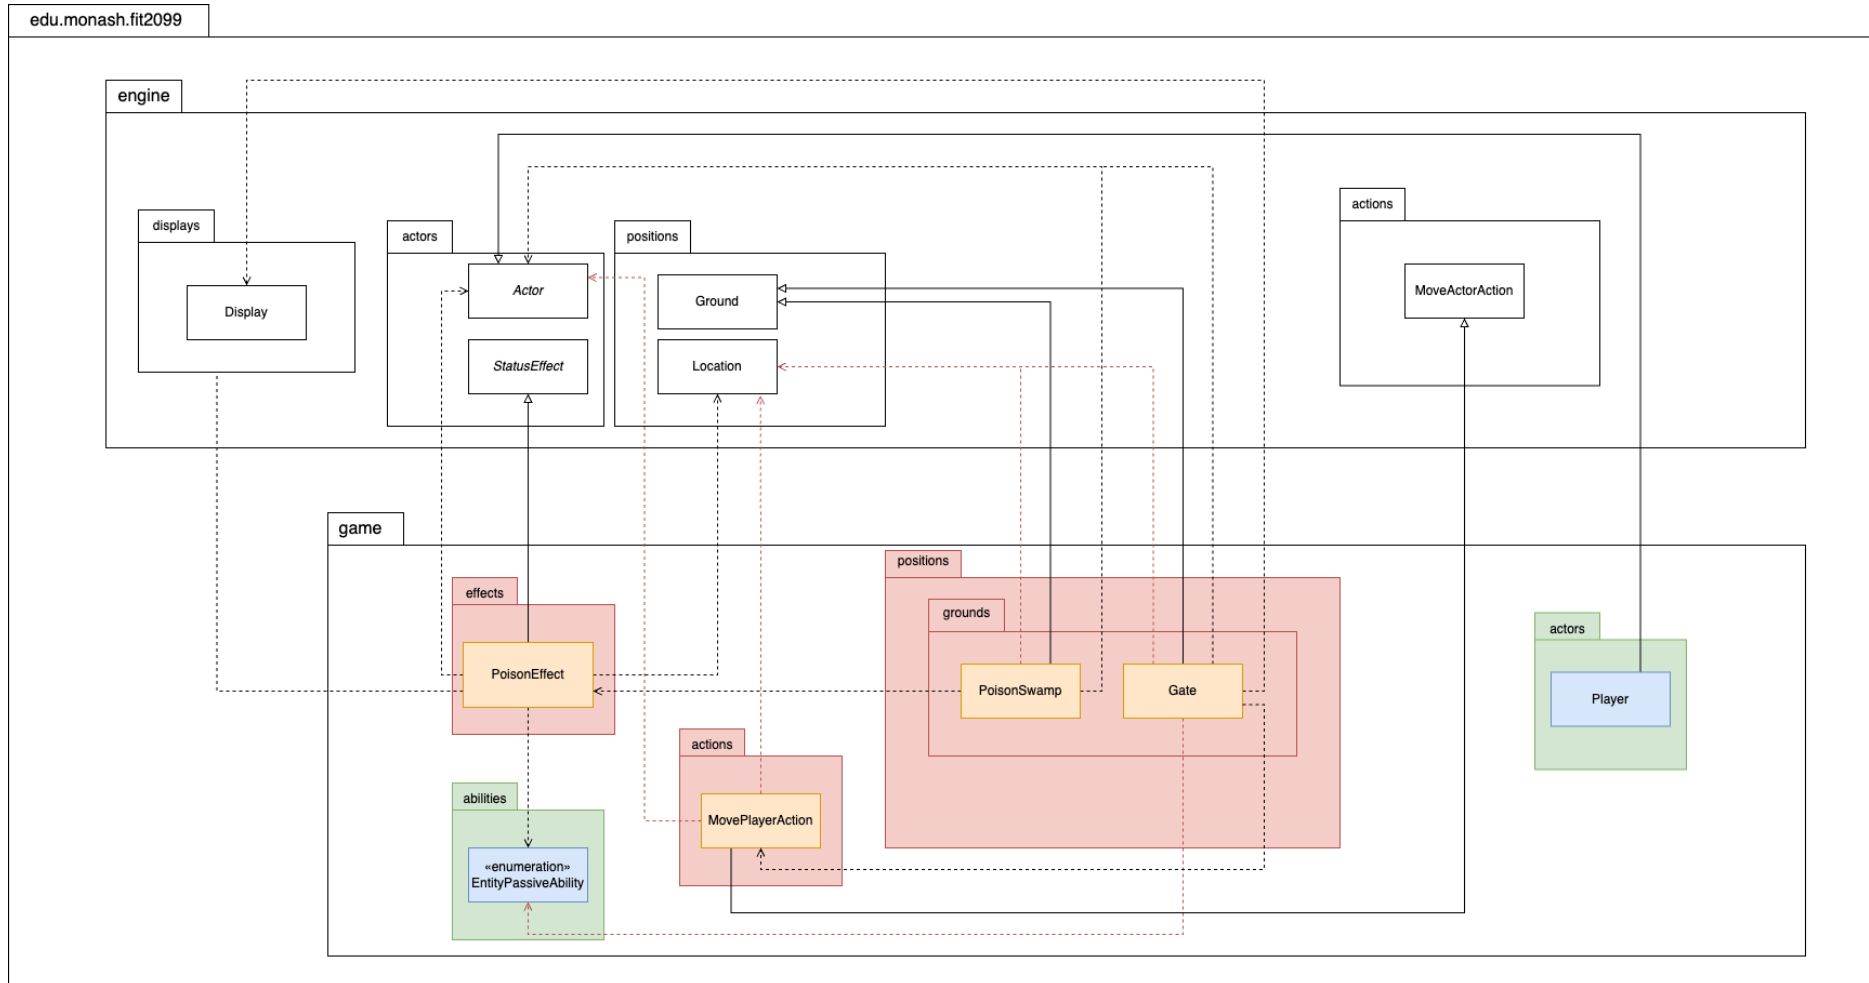 edu.monash.fit2099
engine
displays
Display
actors
Actor
StatusEffect
positions
Ground
Location
actions
MoveActorAction
game
effects
PoisonEffect
abilities
«enumeration»
EntityPassiveAbility
actions
MovePlayerAction
positions
grounds
PoisonSwamp
Gate
actors
Player